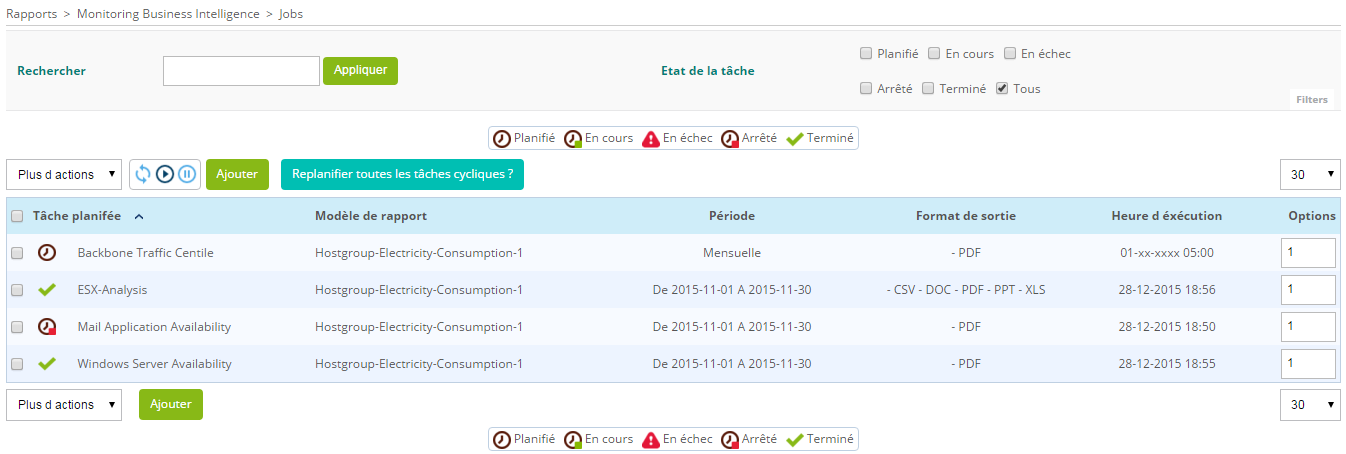 Rapports > Monitoring Business Intelligence > Jobs
Rechercher Appliquer Etat de la tâche Planifié En cours En échec
Arrêté Terminé Tous
Filters
Planifié En cours En échec Arrêté Terminé
Plus d actions Ajouter Replanifier toutes les tâches cycliques ? 30
Tâche planifiée Modèle de rapport Période Format de sortie Heure d éxécution Options
Backbone Traffic Centile Hostgroup-Electricity-Consumption-1 Mensuelle - PDF 01-xx-xxxx 05:00 1
ESX-Analysis Hostgroup-Electricity-Consumption-1 De 2015-11-01 A 2015-11-30 - CSV - DOC - PDF - PPT - XLS 28-12-2015 18:56 1
Mail Application Availability Hostgroup-Electricity-Consumption-1 De 2015-11-01 A 2015-11-30 - PDF 28-12-2015 18:50 1
Windows Server Availability Hostgroup-Electricity-Consumption-1 De 2015-11-01 A 2015-11-30 - PDF 28-12-2015 18:55 1
Plus d actions Ajouter 30
Planifié En cours En échec Arrêté Terminé